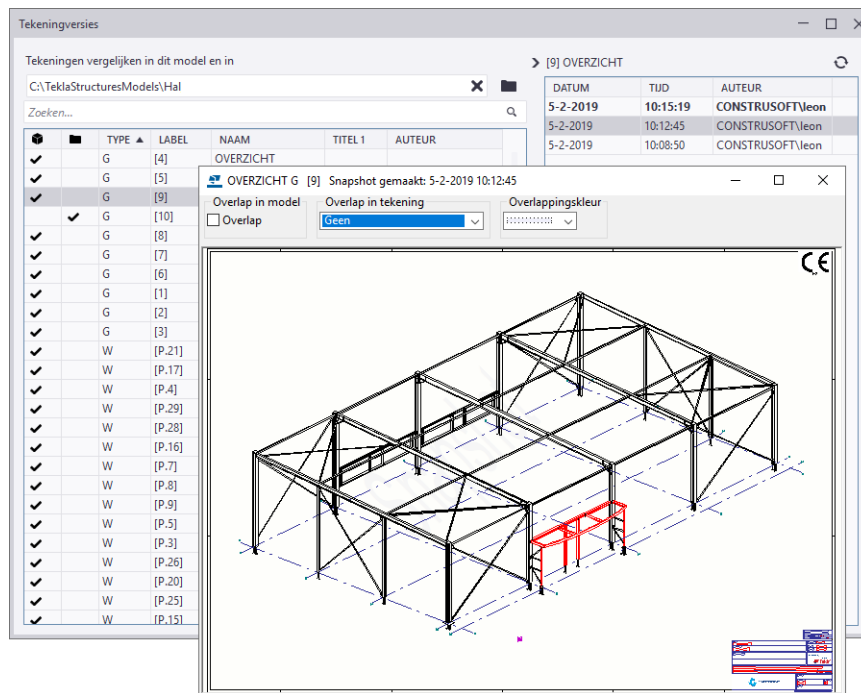 Tekeningversies
Tekeningen vergelijken in dit model en in
C:\TeklaStructuresModels\Hal
Zoeken...
TYPE LABEL NAAM TITEL 1 AUTEUR
G [4] OVERZICHT
G [5]
G [9]
G [10]
G [8]
G [7]
G [6]
G [1]
G [2]
G [3]
W [P.21]
W [P.17]
W [P.4]
W [P.29]
W [P.28]
W [P.16]
W [P.7]
W [P.8]
W [P.9]
W [P.5]
W [P.3]
W [P.26]
W [P.20]
W [P.25]
W [P.15]
[9] OVERZICHT
DATUM TIJD AUTEUR
5-2-2019 10:15:19 CONSTRUSOFT\leon
5-2-2019 10:12:45 CONSTRUSOFT\leon
5-2-2019 10:08:50 CONSTRUSOFT\leon
OVERZICHT G [9] Snapshot gemaakt: 5-2-2019 10:12:45
Overlap in model Overlap in tekening Overlappingskleur
Overlap Geen
CE